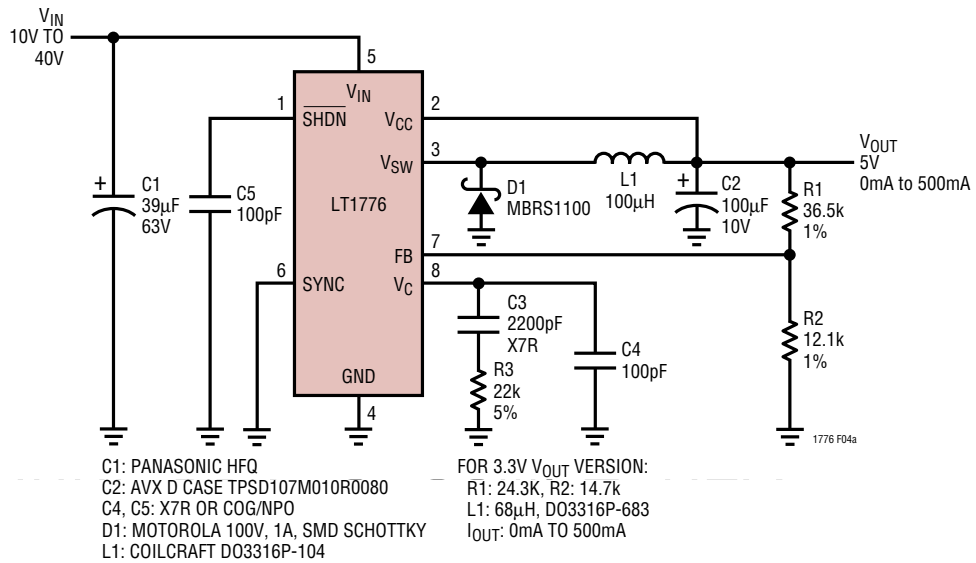 VIN
10V TO
40V
5
VIN
1
SHDN
VCC
2
VSW
3
LT1776
FB
7
6
SYNC
VC
8
GND
4
+
C1
39µF
63V
C5
100pF
D1
MBRS1100
L1
100µH
+
C2
100µF
10V
VOUT
5V
0mA to 500mA
R1
36.5k
1%
C3
2200pF
X7R
R3
22k
5%
C4
100pF
R2
12.1k
1%
1776 F04a
C1: PANASONIC HFQ
C2: AVX D CASE TPSD107M010R0080
C4, C5: X7R OR COG/NPO
D1: MOTOROLA 100V, 1A, SMD SCHOTTKY
L1: COILCRAFT DO3316P-104
FOR 3.3V VOUT VERSION:
R1: 24.3K, R2: 14.7k
L1: 68µH, DO3316P-683
IOUT: 0mA TO 500mA